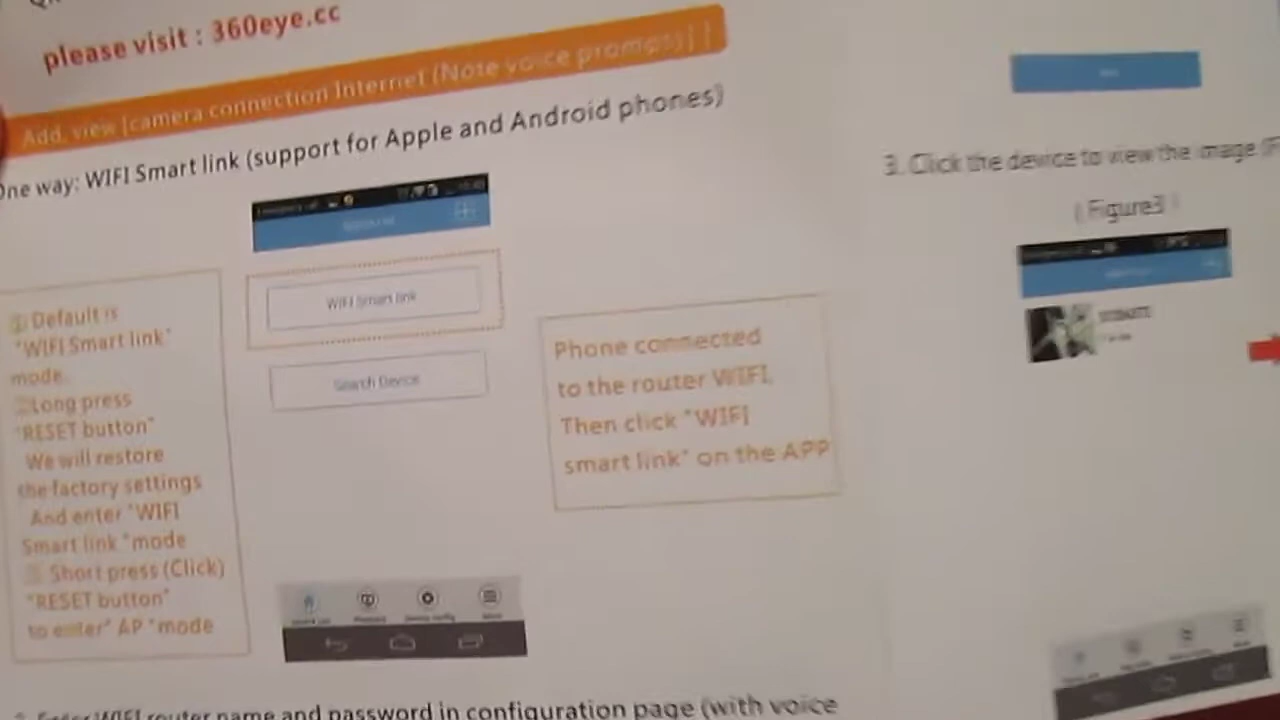 please visit : 360eye.cc
Add, view [camera connection Internet (Note voice prompts)]
One way: WIFI Smart link (support for Apple and Android phones)
WIFI Smart link
Search Device
① Default is
"WIFI Smart link"
mode.
②Long press
"RESET button"
We will restore
the factory settings
And enter "WIFI
Smart link "mode
③ Short press (Click)
"RESET button"
to enter" AP "mode
Phone connected
to the router WIFI,
Then click "WIFI
smart link" on the APP
2. Enter WIFI router name and password in configuration page (with voice
3. Click the device to view the image
( Figure3 )